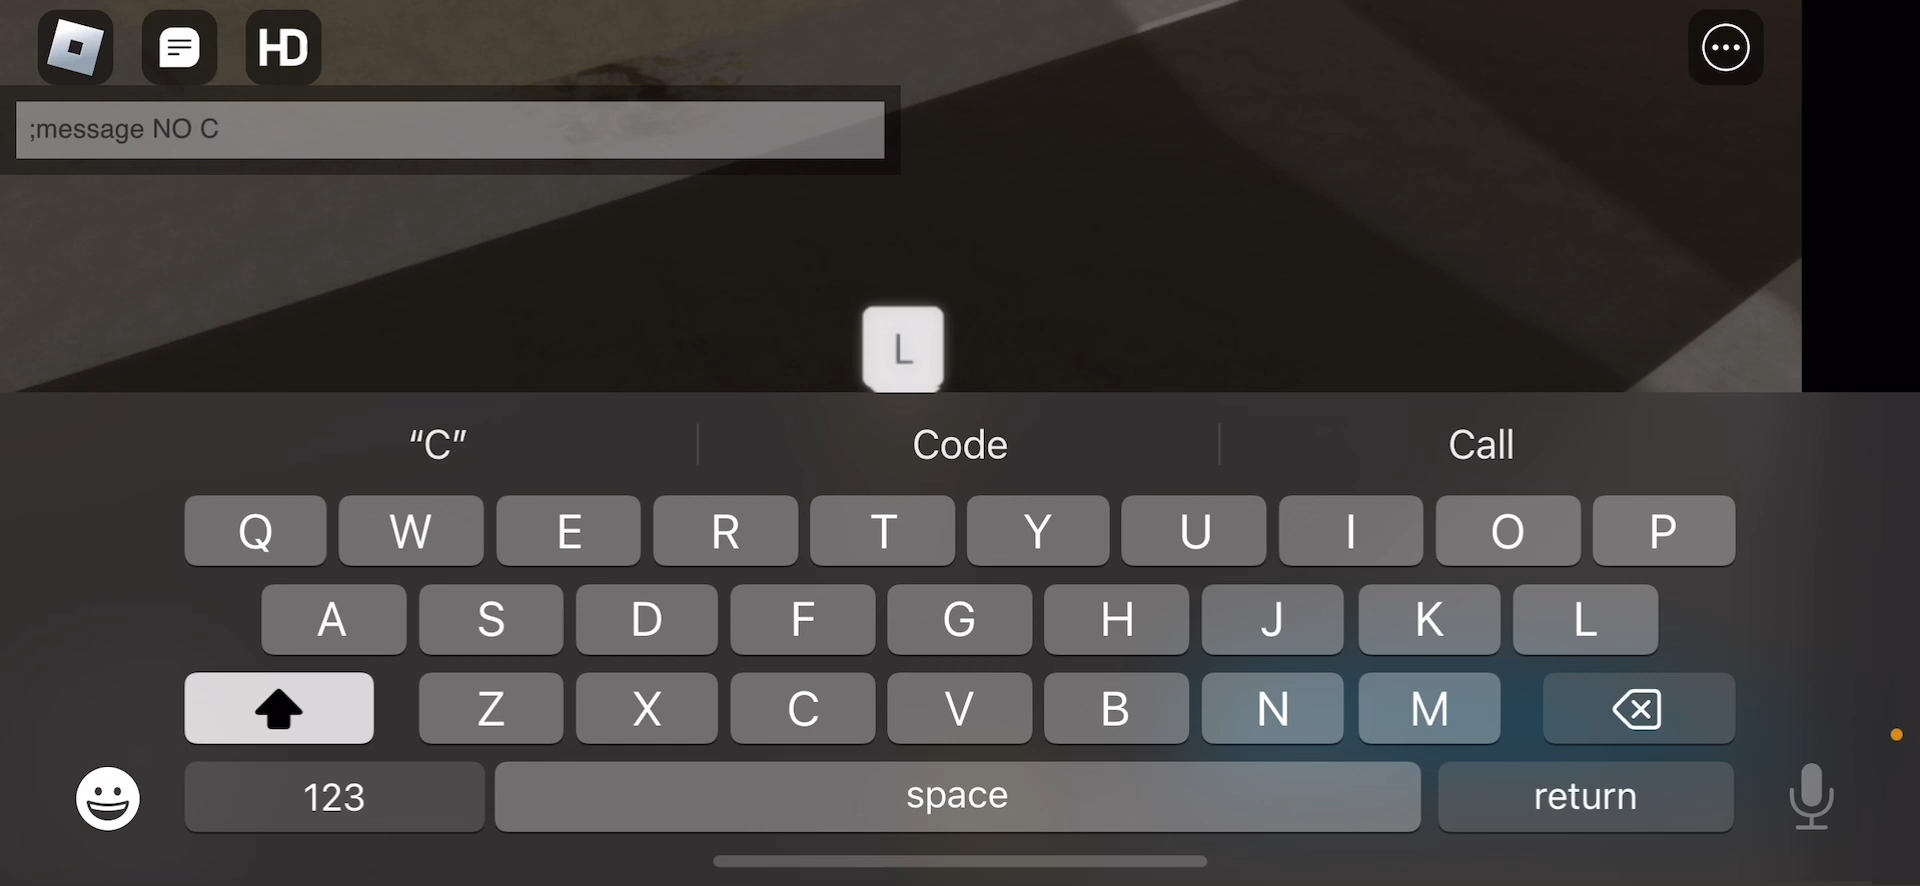 HD
;message NO C
L
“C” Code Call
Q W E R T Y U I O P
A S D F G H J K L
Z X C V B N M
123 space return